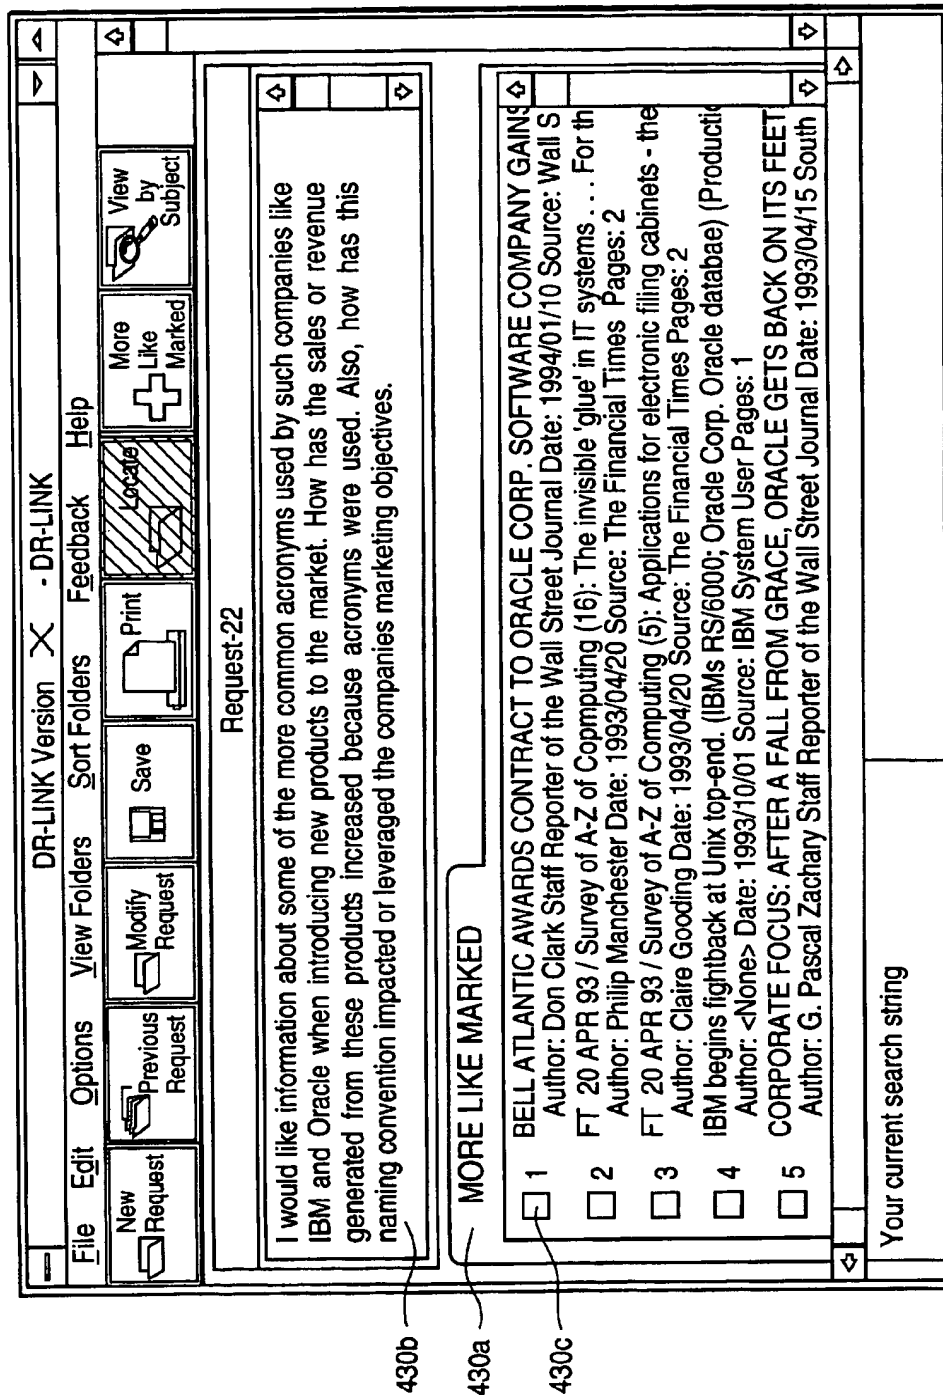 DR-LINK Version X - DR-LINK
File Edit Options View Folders Sort Folders Feedback Help
New Request
Previous Request
Modify Request
Save
Print
Locate
More Like Marked
View by Subject
Request-22
I would like information about some of the more common acronyms used by such companies like
IBM and Oracle when introducing new products to the market. How has the sales or revenue
generated from these products increased because acronyms were used. Also, how has this
naming convention impacted or leveraged the companies marketing objectives.
430b
430a
MORE LIKE MARKED
430c
1 BELL ATLANTIC AWARDS CONTRACT TO ORACLE CORP. SOFTWARE COMPANY GAINS
Author: Don Clark Staff Reporter of the Wall Street Journal Date: 1994/01/10 Source: Wall S
2 FT 20 APR 93 / Survey of A-Z of Copmputing (16): The invisible 'glue' in IT systems . . . For th
Author: Philip Manchester Date: 1993/04/20 Source: The Financial Times Pages: 2
3 FT 20 APR 93 / Survey of A-Z of Computing (5): Applications for electronic filing cabinets - the
Author: Claire Gooding Date: 1993/04/20 Source: The Financial Times Pages: 2
4 IBM begins fightback at Unix top-end. (IBMs RS/6000; Oracle Corp. Oracle databae) (Productio
Author: <None> Date: 1993/10/01 Source: IBM System User Pages: 1
5 CORPORATE FOCUS: AFTER A FALL FROM GRACE, ORACLE GETS BACK ON ITS FEET
Author: G. Pascal Zachary Staff Reporter of the Wall Street Journal Date: 1993/04/15 South
Your current search string